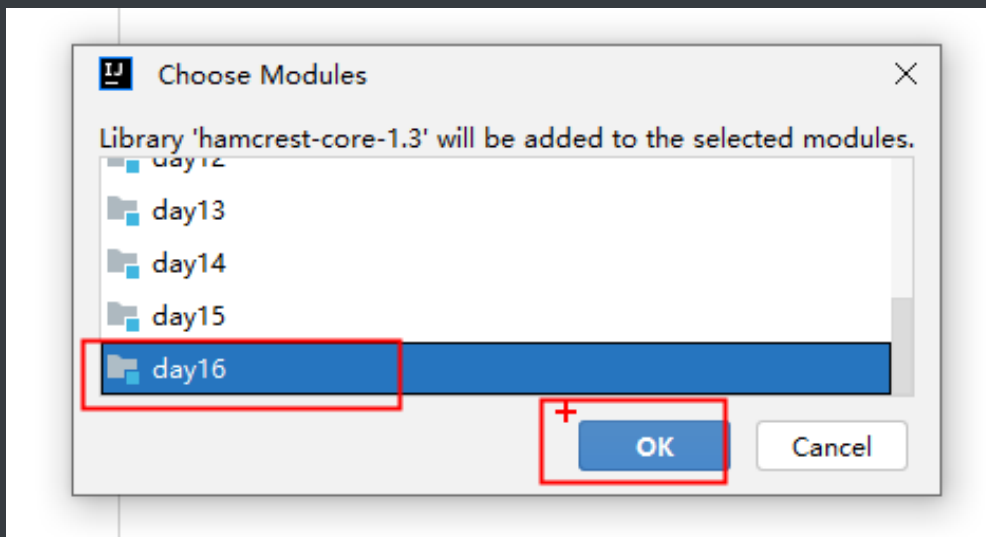 Choose Modules
Library 'hamcrest-core-1.3' will be added to the selected modules.
day12
day13
day14
day15
day16
OK
Cancel